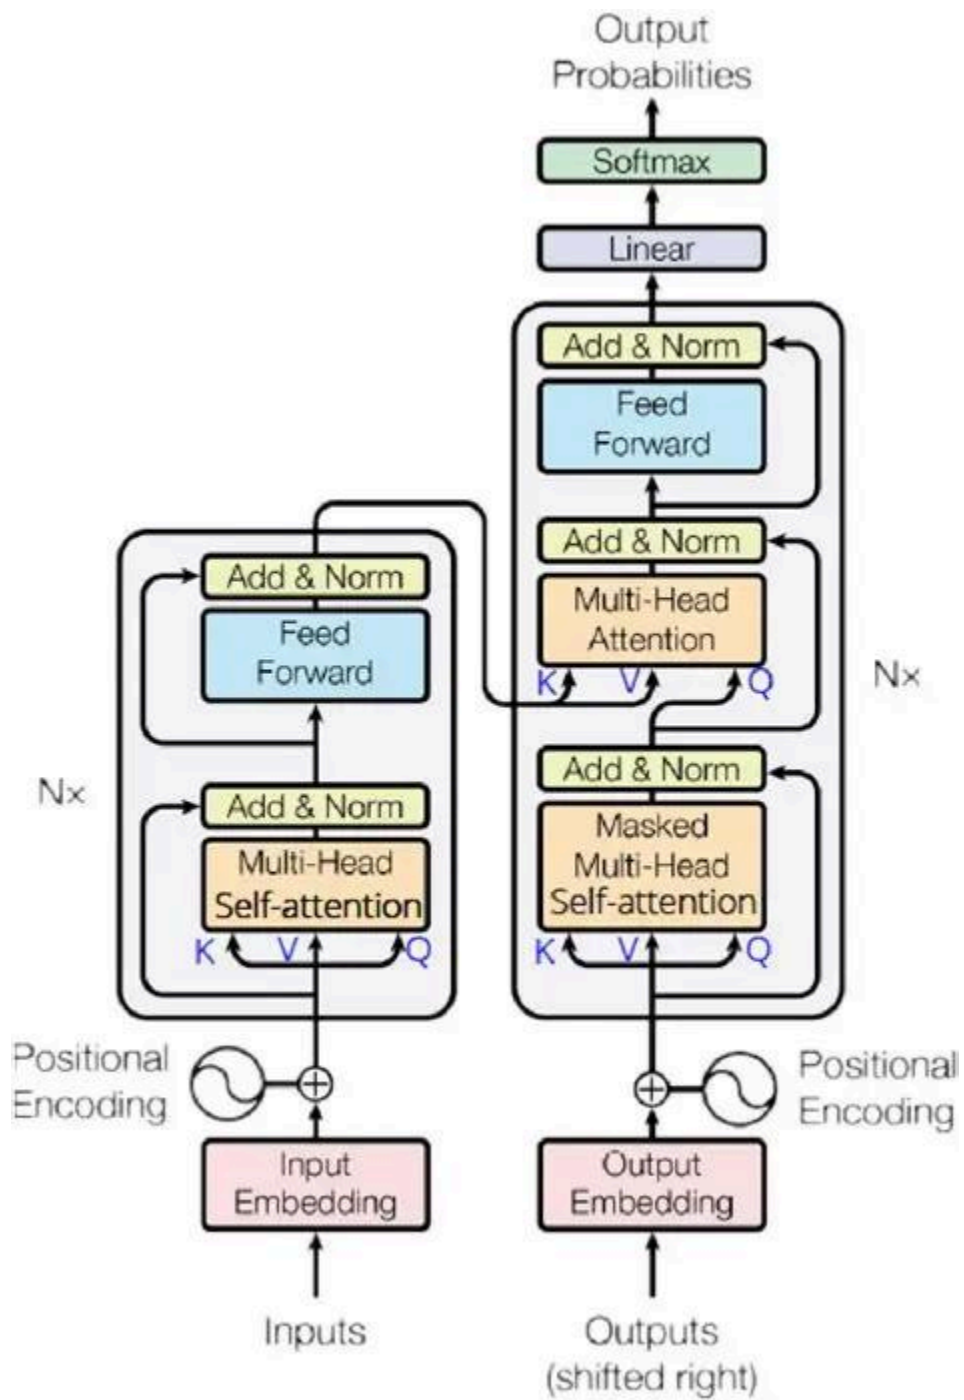 Output
Probabilities
Softmax
Linear
Add & Norm
Feed
Forward
Add & Norm
Multi-Head
Attention
K V Q
Nx
Add & Norm
Masked
Multi-Head
Self-attention
K V Q
Add & Norm
Feed
Forward
Nx
Add & Norm
Multi-Head
Self-attention
K V Q
Positional
Encoding
Positional
Encoding
Input
Embedding
Output
Embedding
Inputs
Outputs
(shifted right)